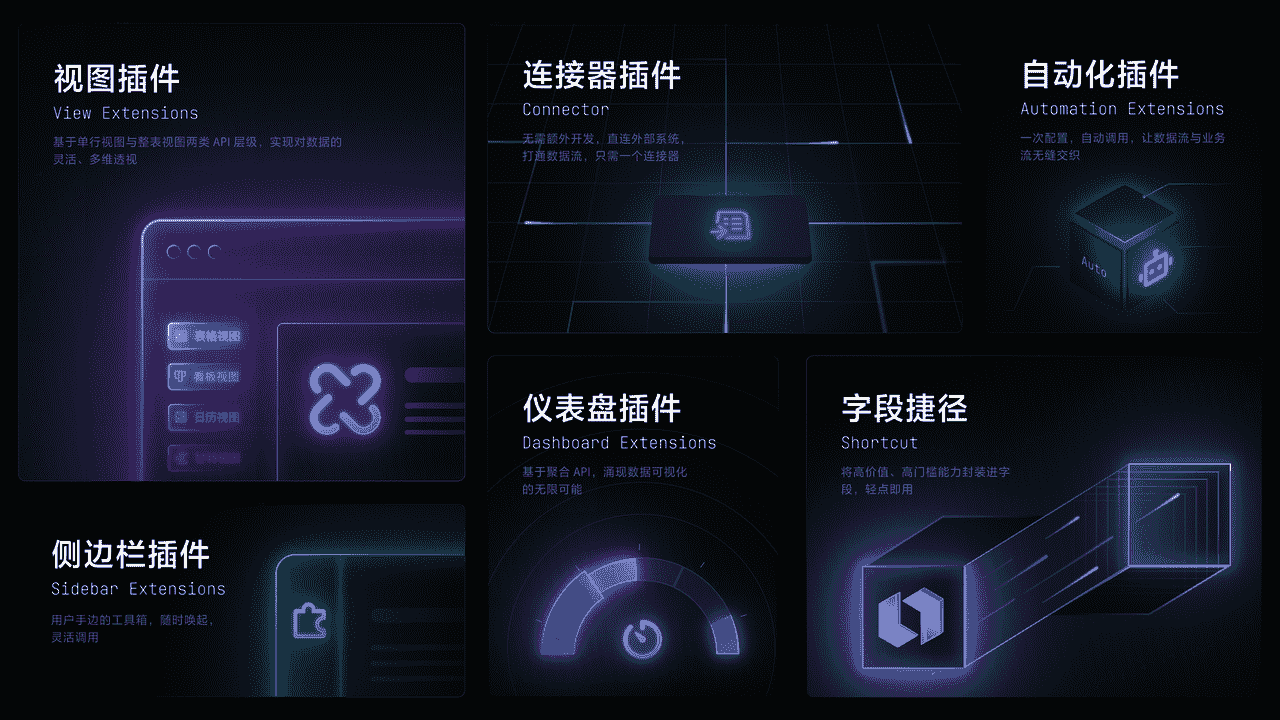 视图插件
View Extensions
基于单行视图与整表视图两类 API 层级，实现对数据的
灵活、多维透视
表格视图
看板视图
日历视图
连接器插件
Connector
无需额外开发，直连外部系统，
打通数据流，只需一个连接器
自动化插件
Automation Extensions
一次配置，自动调用，让数据流与业务
流无缝交织
Auto
侧边栏插件
Sidebar Extensions
用户手边的工具箱，随时唤起，
灵活调用
仪表盘插件
Dashboard Extensions
基于聚合 API，涌现数据可视化
的无限可能
字段捷径
Shortcut
将高价值、高门槛能力封装进字
段，轻点即用